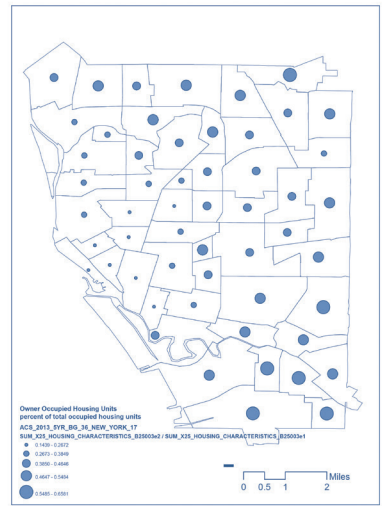 Owner Occupied Housing Units
percent of total occupied housing units
ACS_2013_5YR_BG_36_NEW_YORK_17
SUM_X25_HOUSING_CHARACTERISTICS_B25003e2 / SUM_X25_HOUSING_CHARACTERISTICS_B25003e1
0.1439 - 0.2672
0.2673 - 0.3849
0.3850 - 0.4646
0.4647 - 0.5484
0.5485 - 0.6581
Miles
0 0.5 1 2